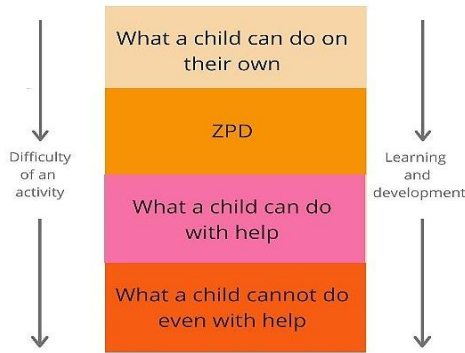 What a child can do on
their own
ZPD
Difficulty
of an
activity
Learning
and
development
What a child can do
with help
What a child cannot do
even with help